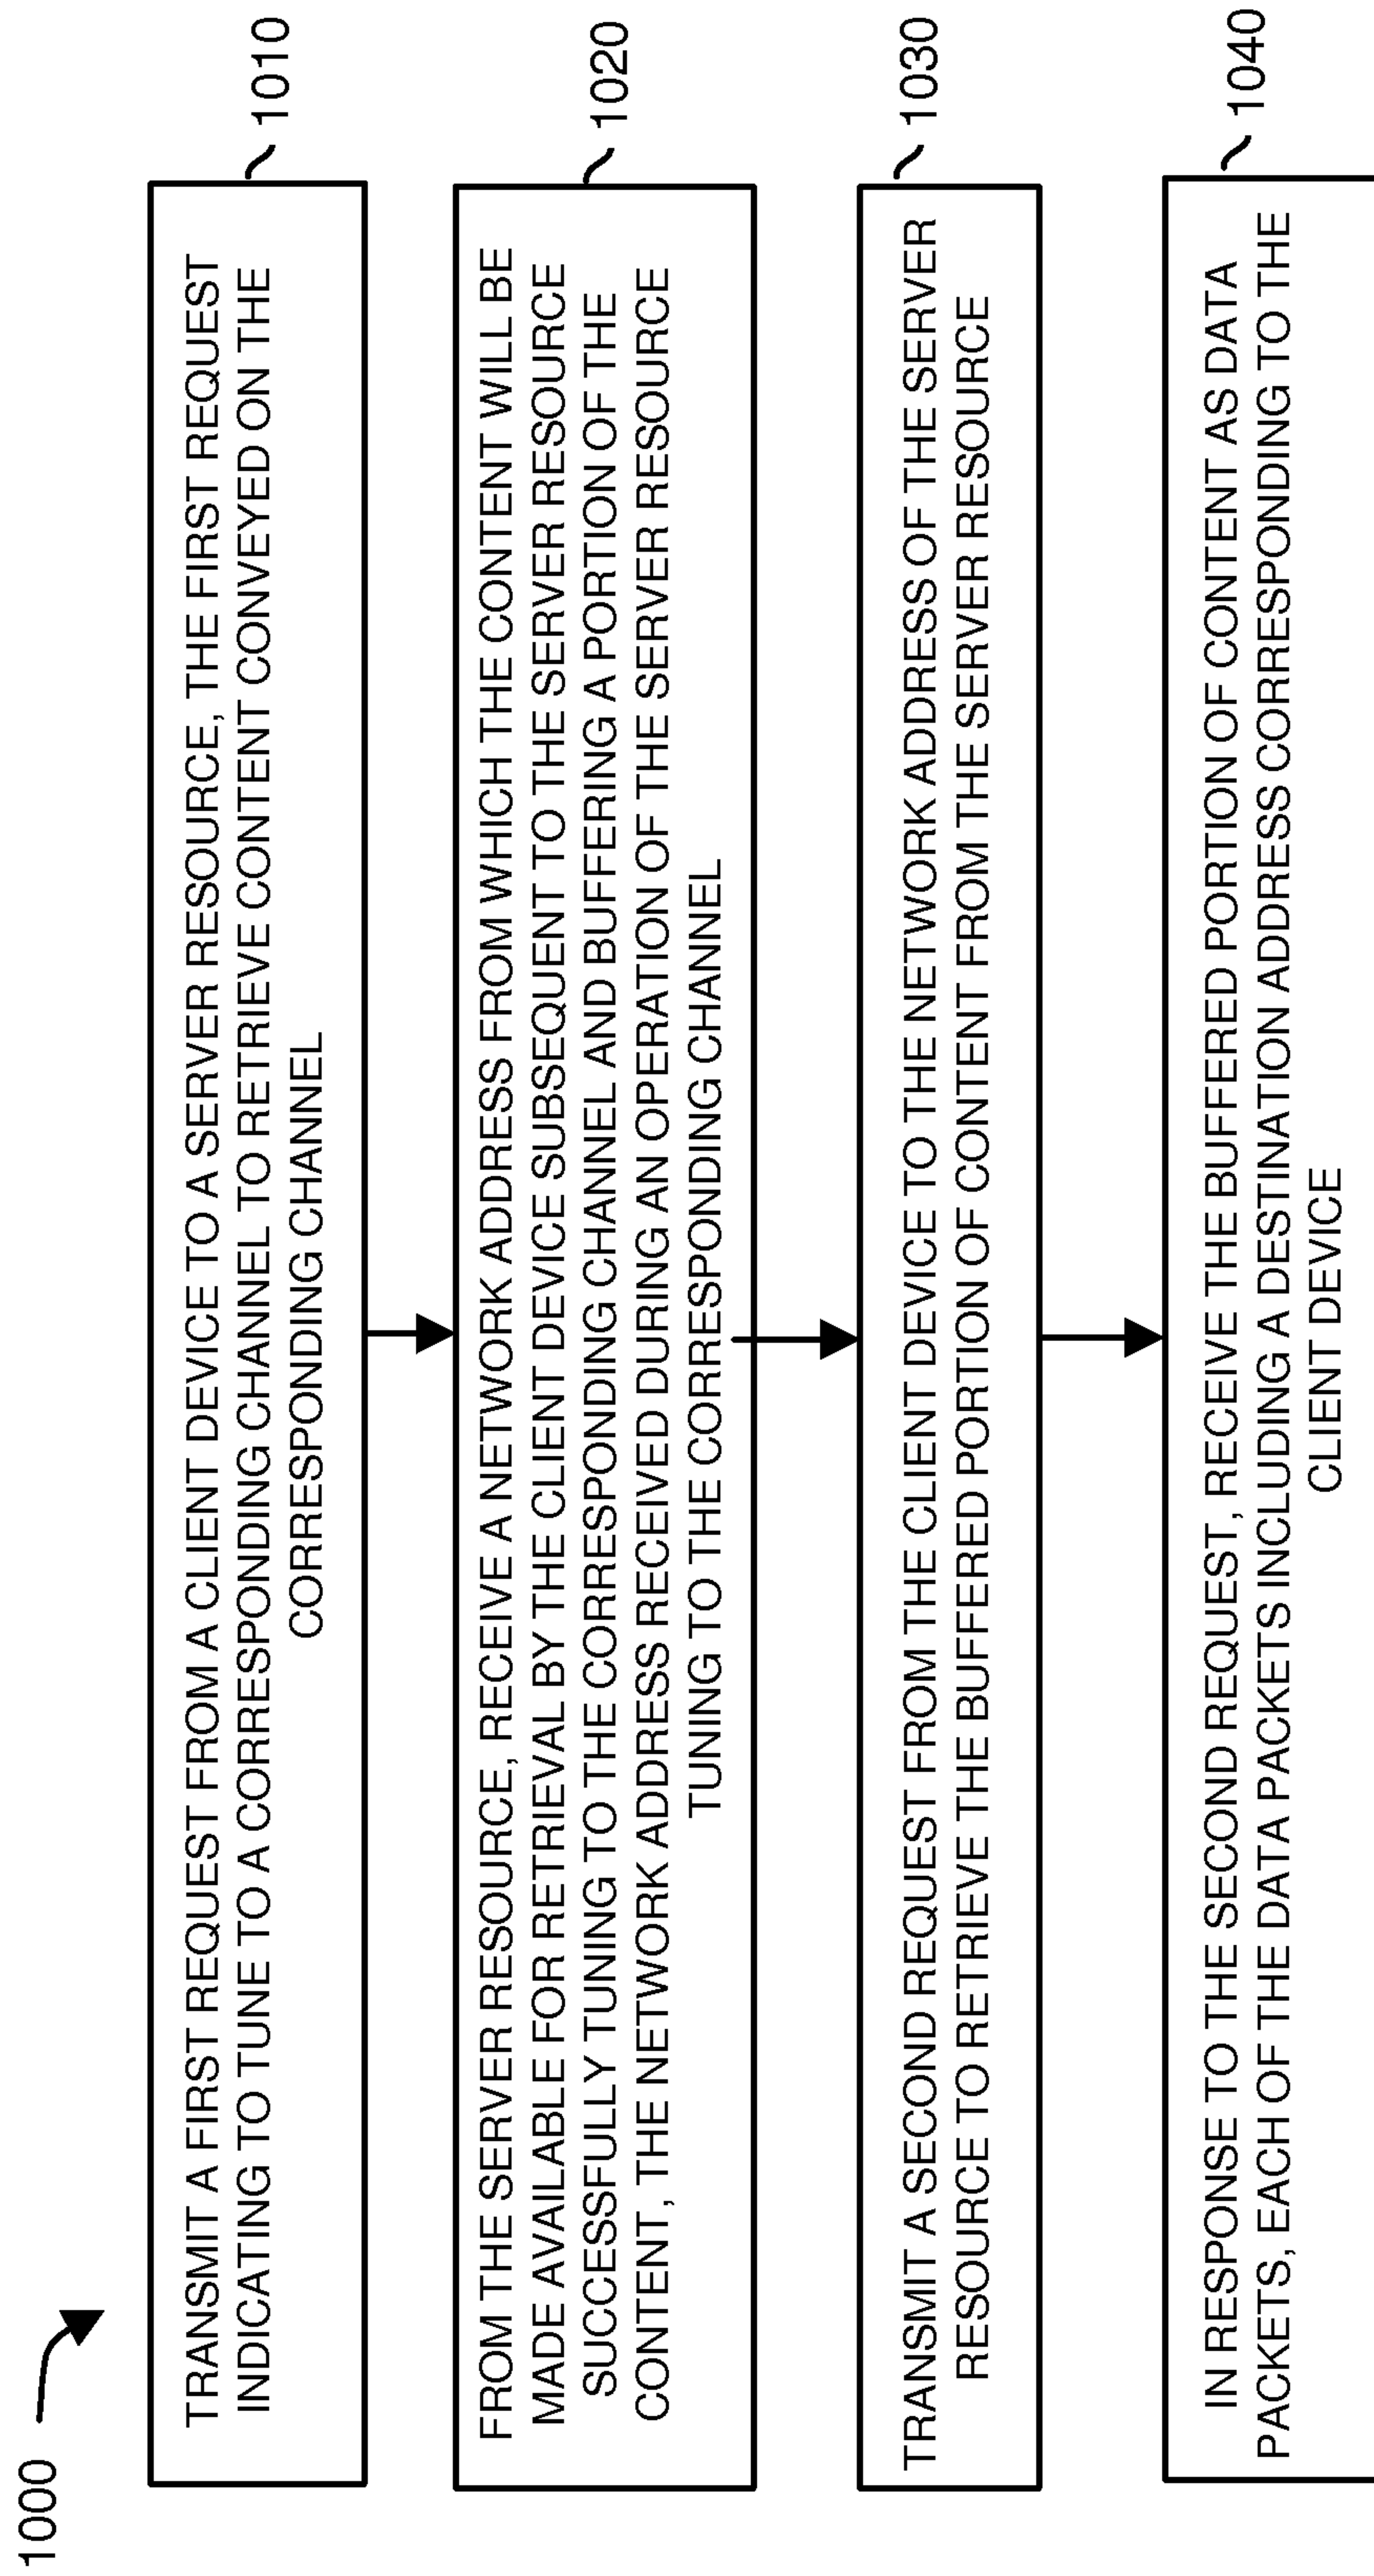 1000
TRANSMIT A FIRST REQUEST FROM A CLIENT DEVICE TO A SERVER RESOURCE, THE FIRST REQUEST
INDICATING TO TUNE TO A CORRESPONDING CHANNEL TO RETRIEVE CONTENT CONVEYED ON THE
CORRESPONDING CHANNEL
1010
FROM THE SERVER RESOURCE, RECEIVE A NETWORK ADDRESS FROM WHICH THE CONTENT WILL BE
MADE AVAILABLE FOR RETRIEVAL BY THE CLIENT DEVICE SUBSEQUENT TO THE SERVER RESOURCE
SUCCESSFULLY TUNING TO THE CORRESPONDING CHANNEL AND BUFFERING A PORTION OF THE
CONTENT, THE NETWORK ADDRESS RECEIVED DURING AN OPERATION OF THE SERVER RESOURCE
TUNING TO THE CORRESPONDING CHANNEL
1020
TRANSMIT A SECOND REQUEST FROM THE CLIENT DEVICE TO THE NETWORK ADDRESS OF THE SERVER
RESOURCE TO RETRIEVE THE BUFFERED PORTION OF CONTENT FROM THE SERVER RESOURCE
1030
IN RESPONSE TO THE SECOND REQUEST, RECEIVE THE BUFFERED PORTION OF CONTENT AS DATA
PACKETS, EACH OF THE DATA PACKETS INCLUDING A DESTINATION ADDRESS CORRESPONDING TO THE
CLIENT DEVICE
1040